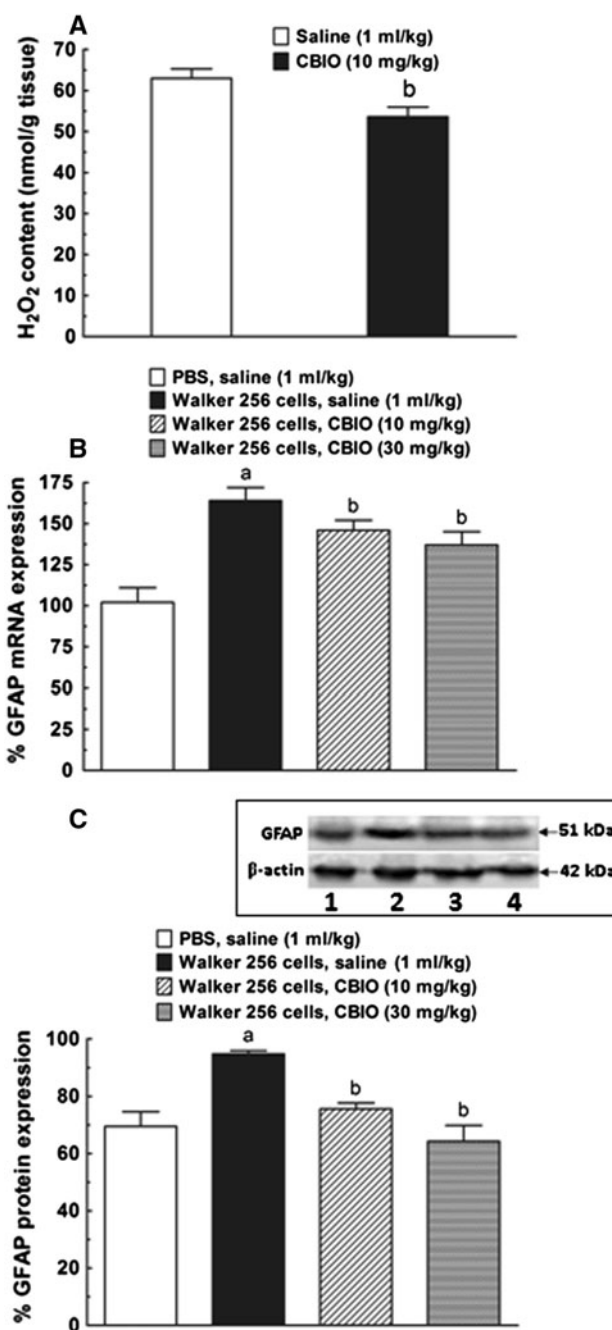 A
Saline (1 ml/kg)
CBIO (10 mg/kg)
H₂O₂ content (nmol/g tissue)
70
60
50
40
30
20
10
0
b
B
PBS, saline (1 ml/kg)
Walker 256 cells, saline (1 ml/kg)
Walker 256 cells, CBIO (10 mg/kg)
Walker 256 cells, CBIO (30 mg/kg)
% GFAP mRNA expression
175
150
125
100
75
50
25
0
a
b
b
C
GFAP
51 kDa
β-actin
42 kDa
1 2 3 4
PBS, saline (1 ml/kg)
Walker 256 cells, saline (1 ml/kg)
Walker 256 cells, CBIO (10 mg/kg)
Walker 256 cells, CBIO (30 mg/kg)
% GFAP protein expression
100
80
60
40
20
0
a
b
b